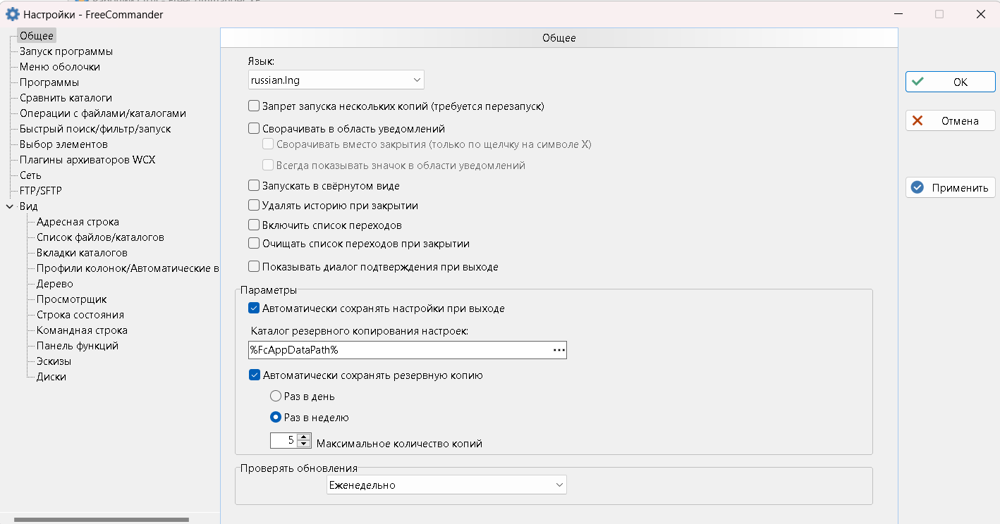 Настройки - FreeCommander
Общее
Запуск программы
Меню оболочки
Программы
Сравнить каталоги
Операции с файлами/каталогами
Быстрый поиск/фильтр/запуск
Выбор элементов
Плагины архиваторов WCX
Сеть
FTP/SFTP
Вид
Адресная строка
Список файлов/каталогов
Вкладки каталогов
Профили колонок/Автоматические в
Дерево
Просмотрщик
Строка состояния
Командная строка
Панель функций
Эскизы
Диски
Общее
Язык:
russian.lng
Запрет запуска нескольких копий (требуется перезапуск)
Сворачивать в область уведомлений
Сворачивать вместо закрытия (только по щелчку на символе X)
Всегда показывать значок в области уведомлений
Запускать в свёрнутом виде
Удалять историю при закрытии
Включить список переходов
Очищать список переходов при закрытии
Показывать диалог подтверждения при выходе
Параметры
Автоматически сохранять настройки при выходе
Каталог резервного копирования настроек:
%FcAppDataPath%
Автоматически сохранять резервную копию
Раз в день
Раз в неделю
5 Максимальное количество копий
Проверять обновления
Еженедельно
OK
Отмена
Применить